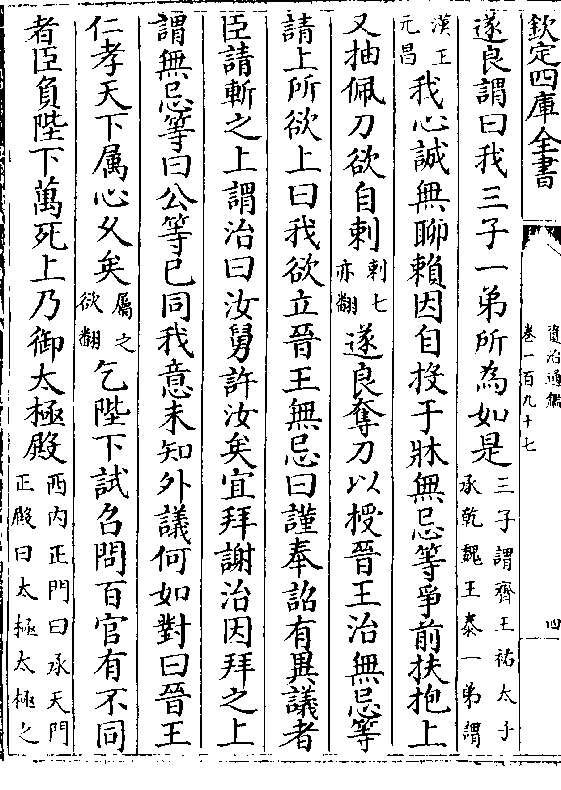 欽定四庫全書
資治通鑑
卷一百九十七
四
遂良謂曰我三子一弟所為如是三子謂齊王祐太子
承乾魏王泰一弟謂
漢王
元昌我心誠無聊賴因自投于牀無忌等爭前扶抱上
又抽佩刀欲自刺刺七
亦翻遂良奪刀以授晉王治無忌等
請上所欲上曰我欲立晉王無忌曰謹奉詔有異議者
臣請斬之上謂治曰汝舅許汝矣宜拜謝治因拜之上
謂無忌等曰公等已同我意未知外議何如對曰晉王
仁孝天下屬心久矣屬之
欲翻乞陛下試召問百官有不同
者臣負陛下萬死上乃御太極殿西内正門曰承天門
正殿曰太極太極之